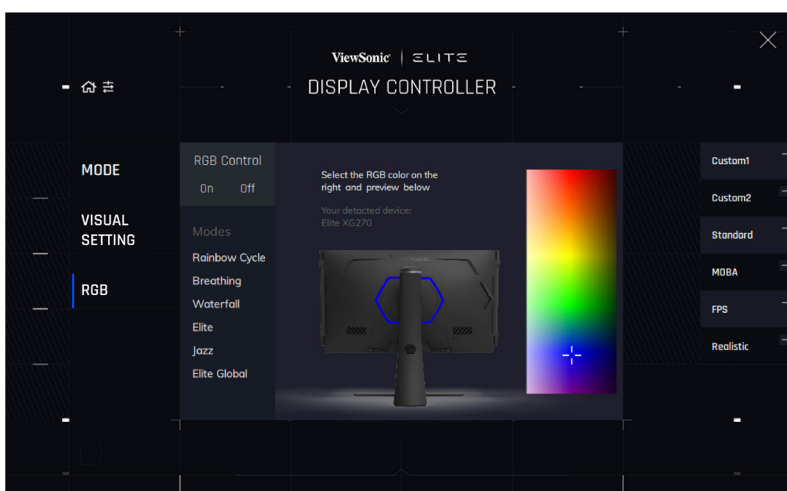 ViewSonic ELITE
DISPLAY CONTROLLER
MODE
VISUAL
SETTING
RGB
RGB Control
On Off
Modes
Rainbow Cycle
Breathing
Waterfall
Elite
Jazz
Elite Global
Select the RGB color on the
right and preview below
Your detacted device:
Elite XG270
Custom1
Custom2
Standard
MOBA
FPS
Realistic